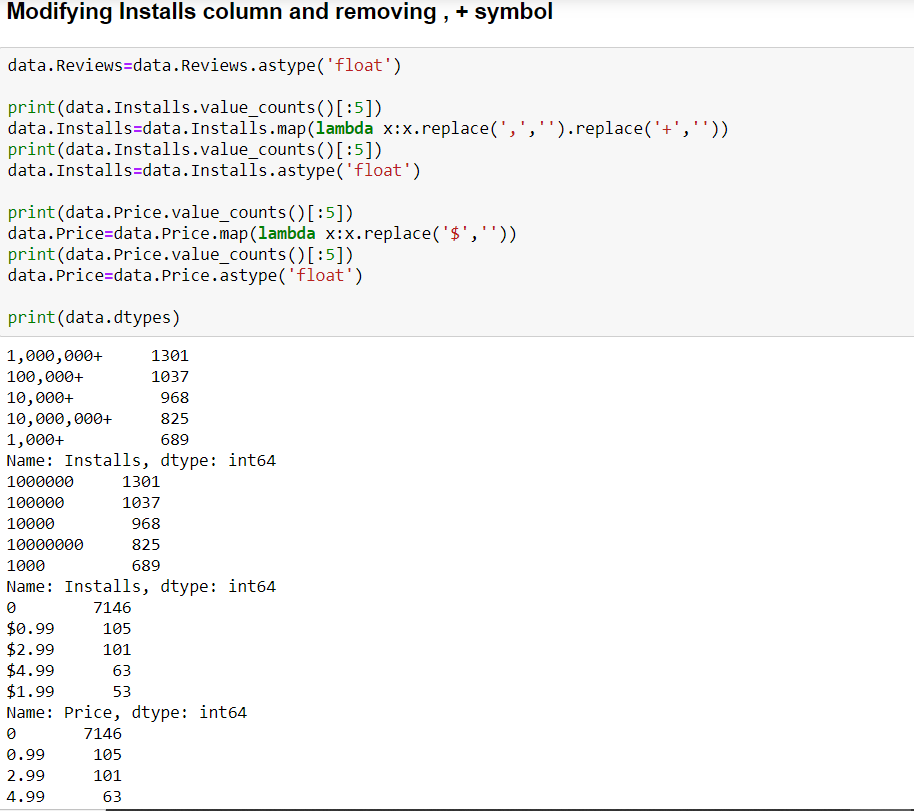 Modifying Installs column and removing , + symbol
data.Reviews=data.Reviews.astype('float')
print(data.Installs.value_counts()[:5])
data.Installs=data.Installs.map(lambda x:x.replace(',','').replace('+',''))
print(data.Installs.value_counts()[:5])
data.Installs=data.Installs.astype('float')
print(data.Price.value_counts()[:5])
data.Price=data.Price.map(lambda x:x.replace('$',''))
print(data.Price.value_counts()[:5])
data.Price=data.Price.astype('float')
print(data.dtypes)
1,000,000+ 1301
100,000+ 1037
10,000+ 968
10,000,000+ 825
1,000+ 689
Name: Installs, dtype: int64
1000000 1301
100000 1037
10000 968
10000000 825
1000 689
Name: Installs, dtype: int64
0 7146
$0.99 105
$2.99 101
$4.99 63
$1.99 53
Name: Price, dtype: int64
0 7146
0.99 105
2.99 101
4.99 63